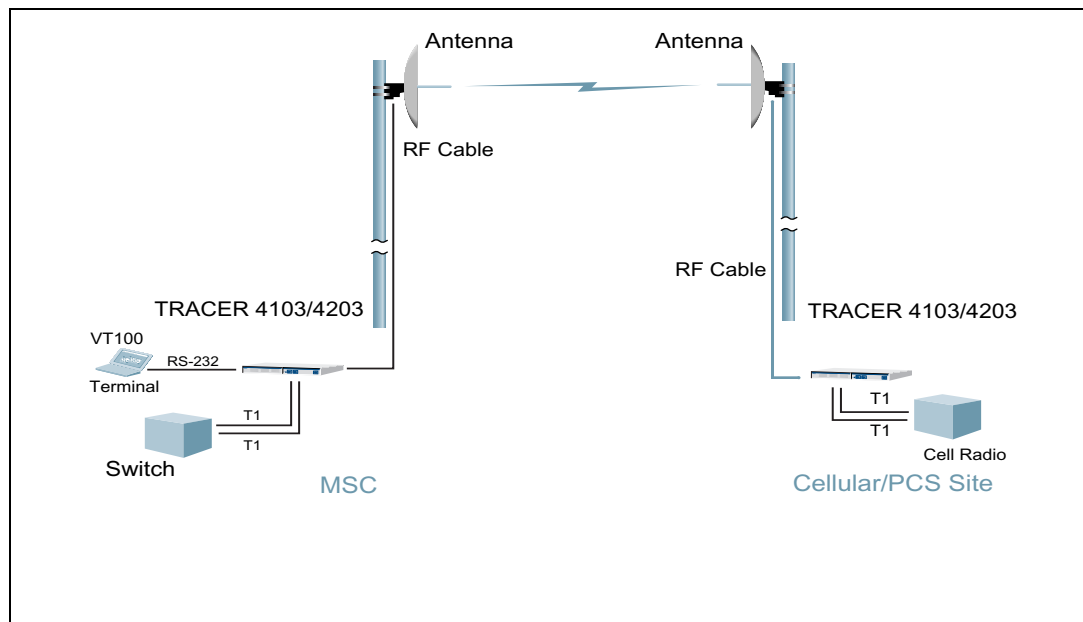 Antenna
Antenna
RF Cable
RF Cable
TRACER 4103/4203
TRACER 4103/4203
VT100
RS-232
Terminal
T1
T1
Switch
MSC
T1
T1
Cell Radio
Cellular/PCS Site